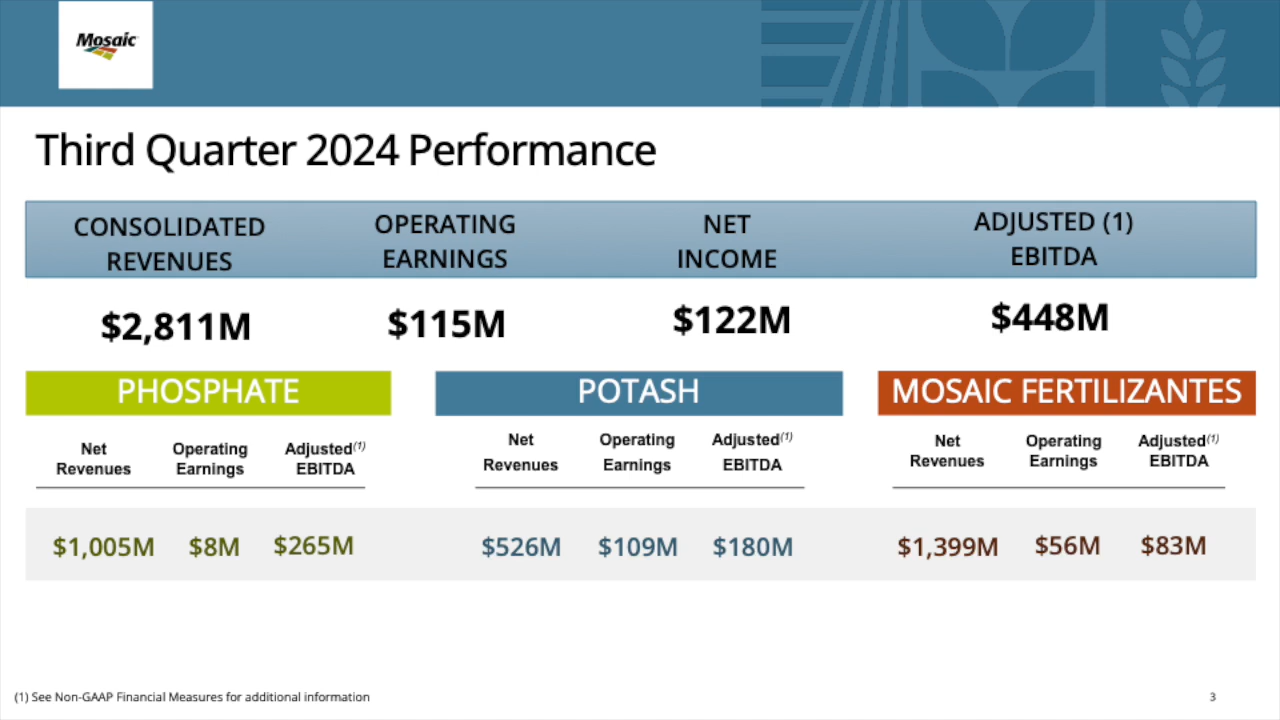 Mosaic
Third Quarter 2024 Performance
CONSOLIDATED
REVENUES
OPERATING
EARNINGS
NET
INCOME
ADJUSTED (1)
EBITDA
$2,811M
$115M
$122M
$448M
PHOSPHATE
POTASH
MOSAIC FERTILIZANTES
Net
Revenues
Operating
Earnings
Adjusted(1)
EBITDA
Net
Revenues
Operating
Earnings
Adjusted(1)
EBITDA
Net
Revenues
Operating
Earnings
Adjusted(1)
EBITDA
$1,005M $8M $265M
$526M $109M $180M
$1,399M $56M $83M
(1) See Non-GAAP Financial Measures for additional information
3